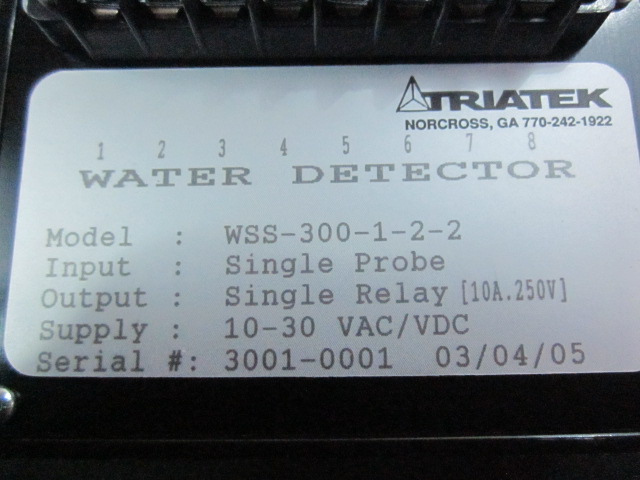 TRIATEK
NORCROSS, GA 770-242-1922
1 2 3 4 5 6 7 8
WATER DETECTOR
Model : WSS-300-1-2-2
Input : Single Probe
Output : Single Relay [10A.250V]
Supply : 10-30 VAC/VDC
Serial #: 3001-0001 03/04/05